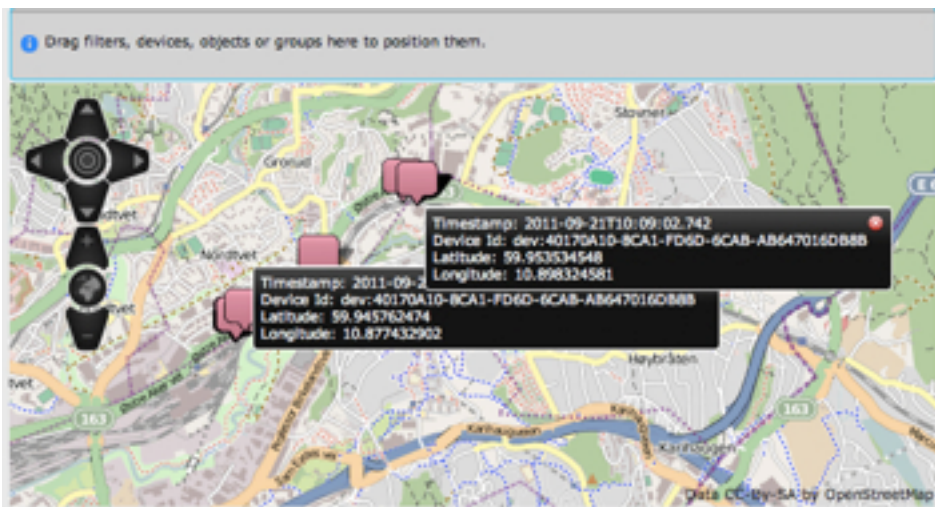 Drag filters, devices, objects or groups here to position them.
Stovner
Grorud
Timestamp: 2011-09-21T10:09:02.742
Device Id: dev:40170A10-8CA1-FD6D-6CAB-AB647016DB8B
Latitude: 59.953534548
Longitude: 10.898324581
Nordtvet
Timestamp: 2011-09-2
Device Id: dev:40170A10-8CA1-FD6D-6CAB-AB647016DB8B
Latitude: 59.945762474
Longitude: 10.877432902
Høybråten
163
163
Karihaugveien
Karihaugen
Data CC-By-SA by OpenStreetMap